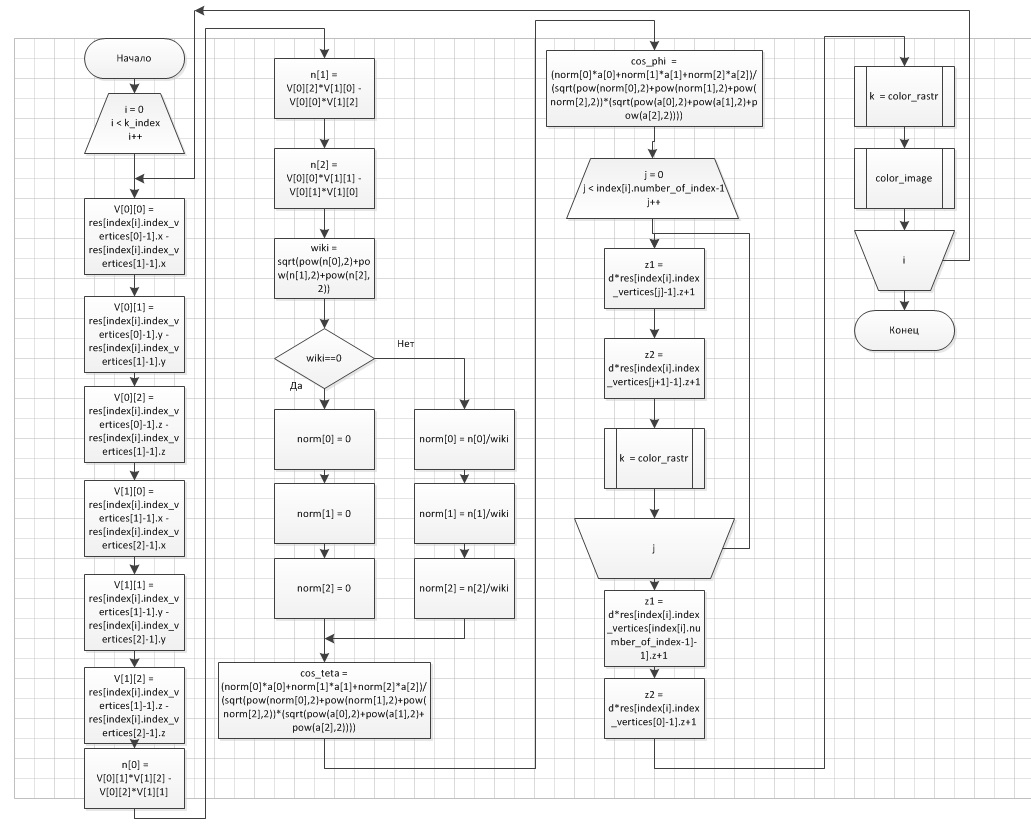 Начало
i = 0
i < k_index
i++
V[0][0] =
res[index[i].index_v
ertices[0]-1].x -
res[index[i].index_v
ertices[1]-1].x
V[0][1] =
res[index[i].index_v
ertices[0]-1].y -
res[index[i].index_v
ertices[1]-1].y
V[0][2] =
res[index[i].index_v
ertices[0]-1].z -
res[index[i].index_v
ertices[1]-1].z
V[1][0] =
res[index[i].index_v
ertices[1]-1].x -
res[index[i].index_v
ertices[2]-1].x
V[1][1] =
res[index[i].index_v
ertices[1]-1].y -
res[index[i].index_v
ertices[2]-1].y
V[1][2] =
res[index[i].index_v
ertices[1]-1].z -
res[index[i].index_v
ertices[2]-1].z
n[0] =
V[0][1]*V[1][2] -
V[0][2]*V[1][1]
n[1] =
V[0][2]*V[1][0] -
V[0][0]*V[1][2]
n[2] =
V[0][0]*V[1][1] -
V[0][1]*V[1][0]
wiki =
sqrt(pow(n[0],2)+po
w(n[1],2)+pow(n[2],
2))
wiki==0
Нет
Да
norm[0] = 0
norm[0] = n[0]/wiki
norm[1] = 0
norm[1] = n[1]/wiki
norm[2] = 0
norm[2] = n[2]/wiki
cos_teta =
(norm[0]*a[0]+norm[1]*a[1]+norm[2]*a[2])/
(sqrt(pow(norm[0],2)+pow(norm[1],2)+pow(
norm[2],2))*(sqrt(pow(a[0],2)+pow(a[1],2)+
pow(a[2],2))))
cos_phi =
(norm[0]*a[0]+norm[1]*a[1]+norm[2]*a[2])/
(sqrt(pow(norm[0],2)+pow(norm[1],2)+pow(
norm[2],2))*(sqrt(pow(a[0],2)+pow(a[1],2)+p
ow(a[2],2))))
j = 0
j < index[i].number_of_index-1
j++
z1 =
d*res[index[i].index
_vertices[j]-1].z+1
z2 =
d*res[index[i].index
_vertices[j+1]-1].z+1
k = color_rastr
j
z1 =
d*res[index[i].index
_vertices[index[i].nu
mber_of_index-1]-
1].z+1
z2 =
d*res[index[i].index
_vertices[0]-1].z+1
k = color_rastr
color_image
i
Конец